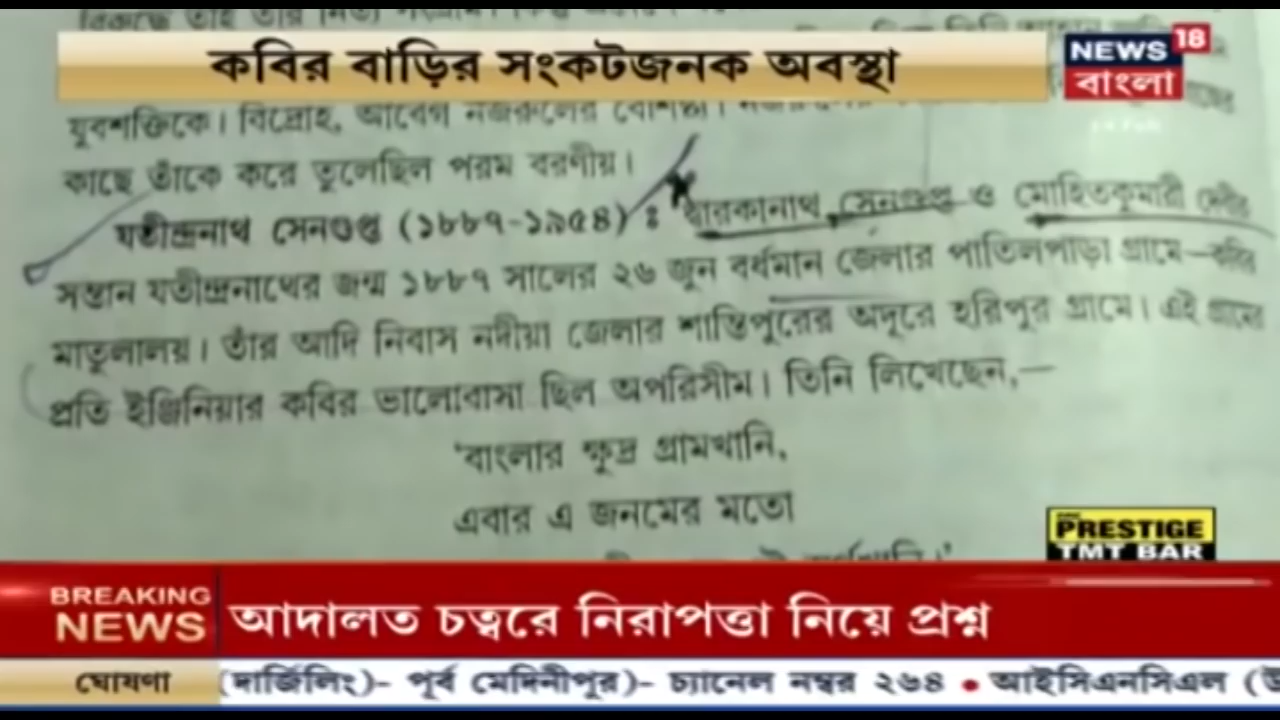 কবির বাড়ির সংকটজনক অবস্থা
NEWS 18
বাংলা
যুবশক্তিকে। বিদ্রোহ, আবেগ নজরুলের বৈশিষ্ট্য।
কাছে তাঁকে করে তুলেছিল পরম বরণীয়।
যতীন্দ্রনাথ সেনগুপ্ত (১৮৮৭-১৯৫৪) : দ্বারকানাথ সেনগুপ্ত ও মোহিতকুমারী দেবীর
সন্তান যতীন্দ্রনাথের জন্ম ১৮৮৭ সালের ২৬ জুন বর্ধমান জেলার পাতিলপাড়া গ্রামে—কবির
মাতুলালয়। তাঁর আদি নিবাস নদীয়া জেলার শান্তিপুরের অদূরে হরিপুর গ্রামে। এই গ্রামের
প্রতি ইঞ্জিনিয়ার কবির ভালোবাসা ছিল অপরিসীম। তিনি লিখেছেন,—
'বাংলার ক্ষুদ্র গ্রামখানি,
এবার এ জনমের মতো
PRESTIGE
TMT BAR
BREAKING
NEWS
আদালত চত্বরে নিরাপত্তা নিয়ে প্রশ্ন
ঘোষণা (দার্জিলিং)- পূর্ব মেদিনীপুর)- চ্যানেল নম্বর ২৬৪ • আইসিএনসিএল (উ